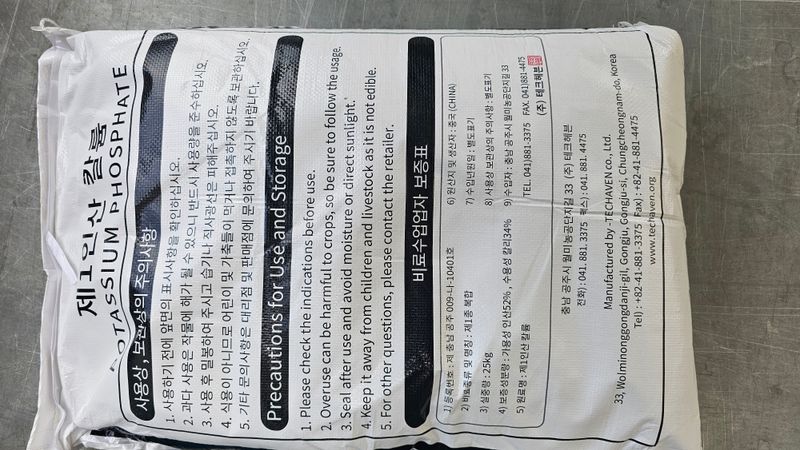 제1인산 칼륨
POTASSIUM PHOSPHATE
사용상, 보관상의 주의사항
1. 사용하기 전에 앞면의 표시사항을 확인하십시오.
2. 과다 사용은 작물에 해가 될 수 있으니 반드시 사용량을 준수하십시오.
3. 사용 후 밀봉하여 주시고 습기나 직사광선은 피해주십시오.
4. 식용이 아니므로 어린이 및 가축들이 먹거나 접촉하지 않도록 보관하십시오.
5. 기타 문의사항은 대리점 및 판매점에 문의하여 주시기 바랍니다.
Precautions for Use and Storage
1. Please check the indications before use.
2. Overuse can be harmful to crops, so be sure to follow the usage.
3. Seal after use and avoid moisture or direct sunlight.
4. Keep it away from children and livestock as it is not edible.
5. For other questions, please contact the retailer.
비료수입업자 보증표
1) 등록번호 : 제 충남 공주 009-나-10401호
2) 비료종류 및 명칭 : 제1종 복합
3) 실중량 : 25kg
4) 보증성분량 : 가용성 인산52%, 수용성 칼리34%
5) 원료명 : 제1인산 칼륨
6) 원산지 및 생산자 : 중국 (CHINA)
7) 수입년원일 : 별도표기
8) 사용상 보관상의 주의사항 : 별도표기
9) 수입자 : 충남 공주시 월미농공단지길 33
TEL. 041)881-3375 FAX. 041)881-4475
(주) 테크헤븐
충남 공주시 월미농공단지길 33 (주) 테크헤븐
전화) : 041. 881. 3375 팩스) : 041. 881. 4475
Manufactured by -TECHAVEN co., Ltd.
33, Wolminonggongdanji-gil, Gongju, Gongju-si, Chungcheongnam-do, Korea
Tel) : +82-41-881-3375 Fax) : +82-41-881-4475
www.techaven.org